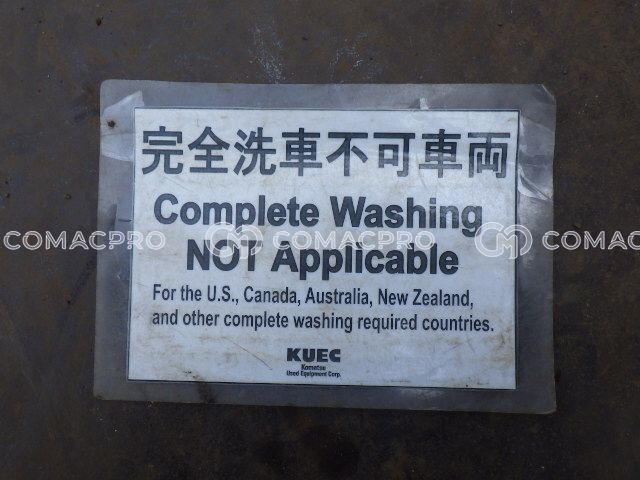 完全洗車不可車両
Complete Washing
NOT Applicable
For the U.S., Canada, Australia, New Zealand,
and other complete washing required countries.
KUEC
Komatsu
Used Equipment Corp.
COMACPRO COMACPRO COMACPRO